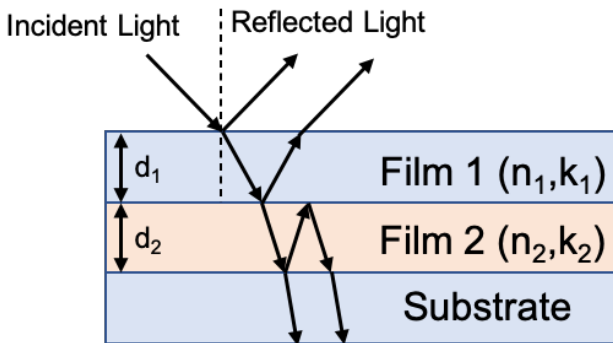 Incident Light
Reflected Light
d₁
Film 1 (n₁,k₁)
d₂
Film 2 (n₂,k₂)
Substrate